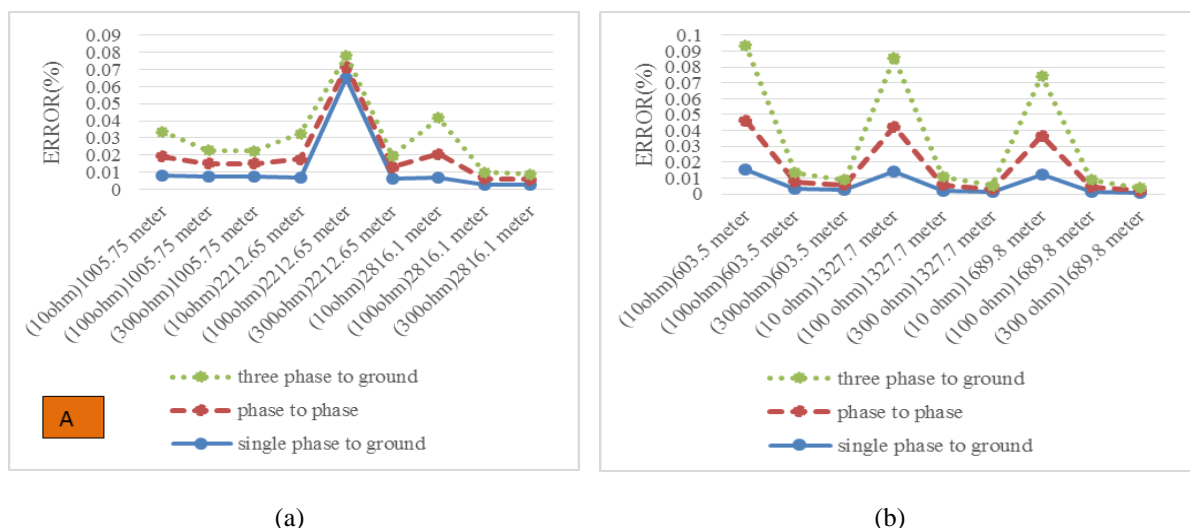 0.09
0.08
0.07
0.06
0.05
0.04
0.03
0.02
0.01
0
ERROR(%)
(10ohm)1005.75 meter
(100ohm)1005.75 meter
(300ohm)1005.75 meter
(10ohm)2212.65 meter
(100ohm)2212.65 meter
(300ohm)2212.65 meter
(10ohm)2816.1 meter
(100ohm)2816.1 meter
(300ohm)2816.1 meter
three phase to ground
phase to phase
single phase to ground
A
(a)
0.1
0.09
0.08
0.07
0.06
0.05
0.04
0.03
0.02
0.01
0
ERROR(%)
(10ohm)603.5 meter
(100ohm)603.5 meter
(300ohm)603.5 meter
(10 ohm)1327.7 meter
(100 ohm)1327.7 meter
(300 ohm)1327.7 meter
(10 ohm)1689.8 meter
(100 ohm)1689.8 meter
(300 ohm)1689.8 meter
three phase to ground
phase to phase
single phase to ground
(b)